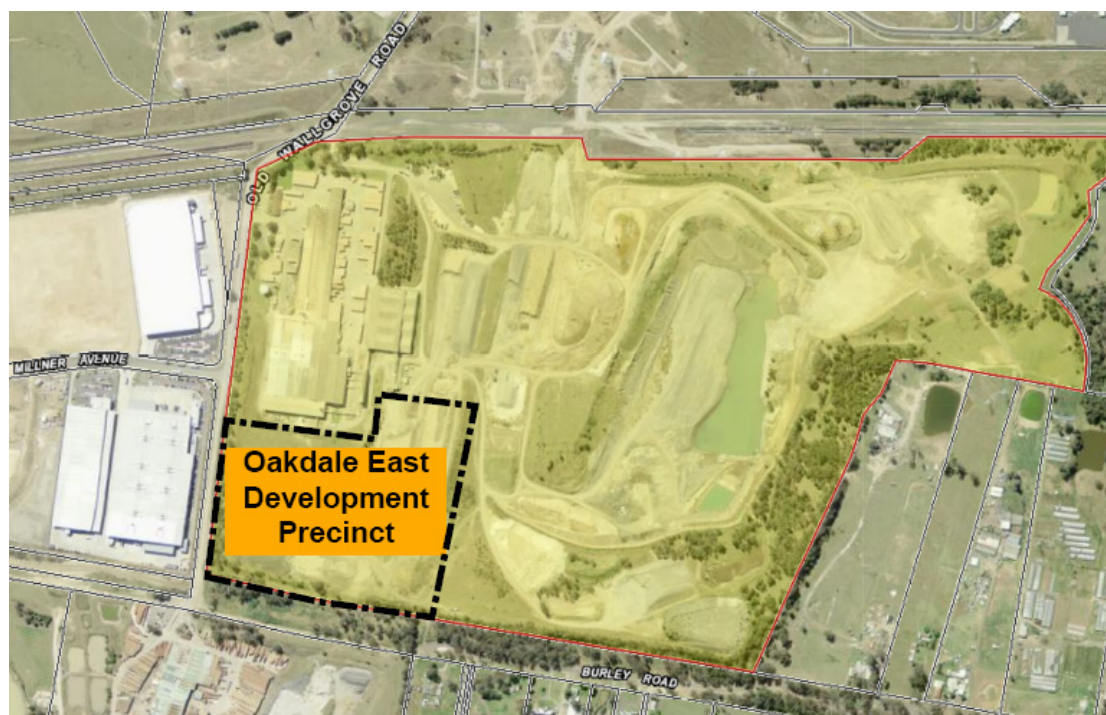 OLD WALLGROVE ROAD
MILLNER AVENUE
Oakdale East
Development
Precinct
BURLEY ROAD